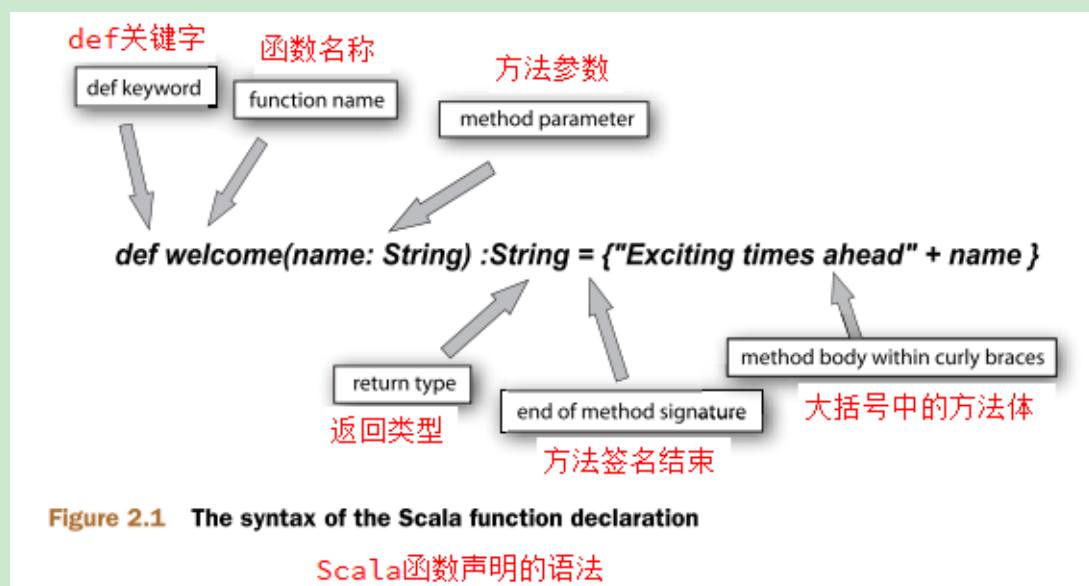 def关键字
函数名称
方法参数
def keyword
function name
method parameter
def welcome(name: String) :String = {"Exciting times ahead" + name }
return type
end of method signature
method body within curly braces
返回类型
方法签名结束
大括号中的方法体
Figure 2.1 The syntax of the Scala function declaration
Scala函数声明的语法